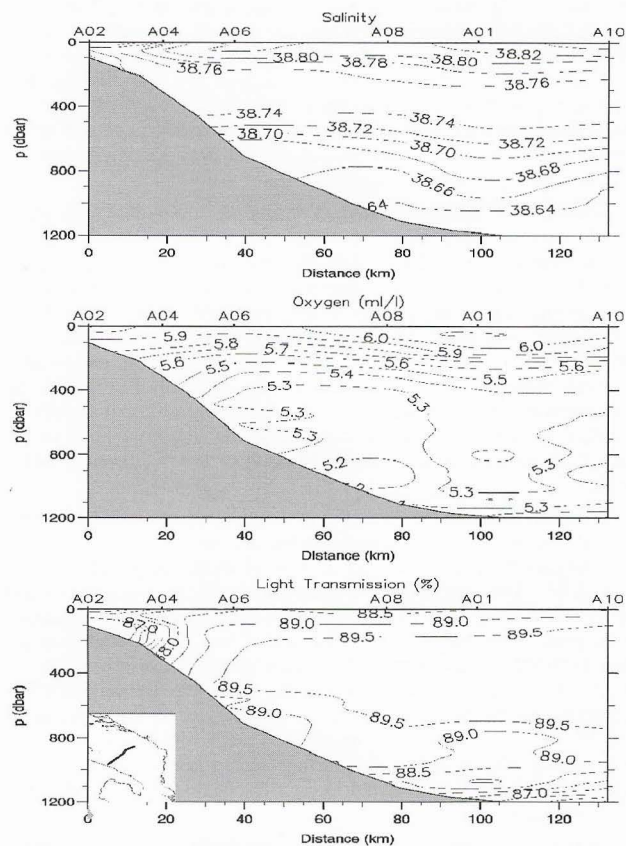 Salinity
A02 A04 A06 A08 A01 A10
0
38.80 38.78 38.80 38.82
38.76 38.76
400
38.74 38.74
38.72 38.72
38.70 38.70
38.68
800
38.66
64 38.64
1200
p (dbar)
0 20 40 60 80 100 120
Distance (km)
Oxygen (ml/l)
A02 A04 A06 A08 A01 A10
0
5.9 6.0 6.0
5.8 5.9
5.7 5.6 5.6
5.6 5.5 5.4 5.5
400
5.3 5.3
5.3
5.3
800
5.2 5.3
5.3
5.3
1200
p (dbar)
0 20 40 60 80 100 120
Distance (km)
Light Transmission (%)
A02 A04 A06 A08 A01 A10
0
88.5
87.0 89.0 89.0
89.5 89.5
400
89.5
89.0 89.5 89.5
800
89.0
88.5
87.0
1200
p (dbar)
0 20 40 60 80 100 120
Distance (km)